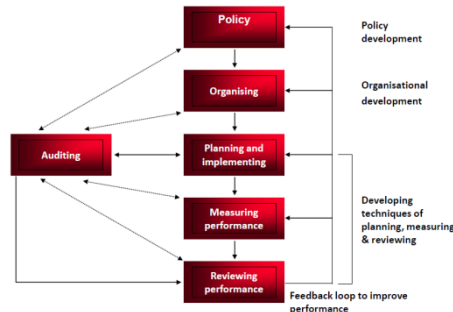 Policy
Policy
development
Organising
Organisational
development
Auditing
Planning and
implementing
Measuring
performance
Developing
techniques of
planning, measuring
& reviewing
Reviewing
performance
Feedback loop to improve
performance